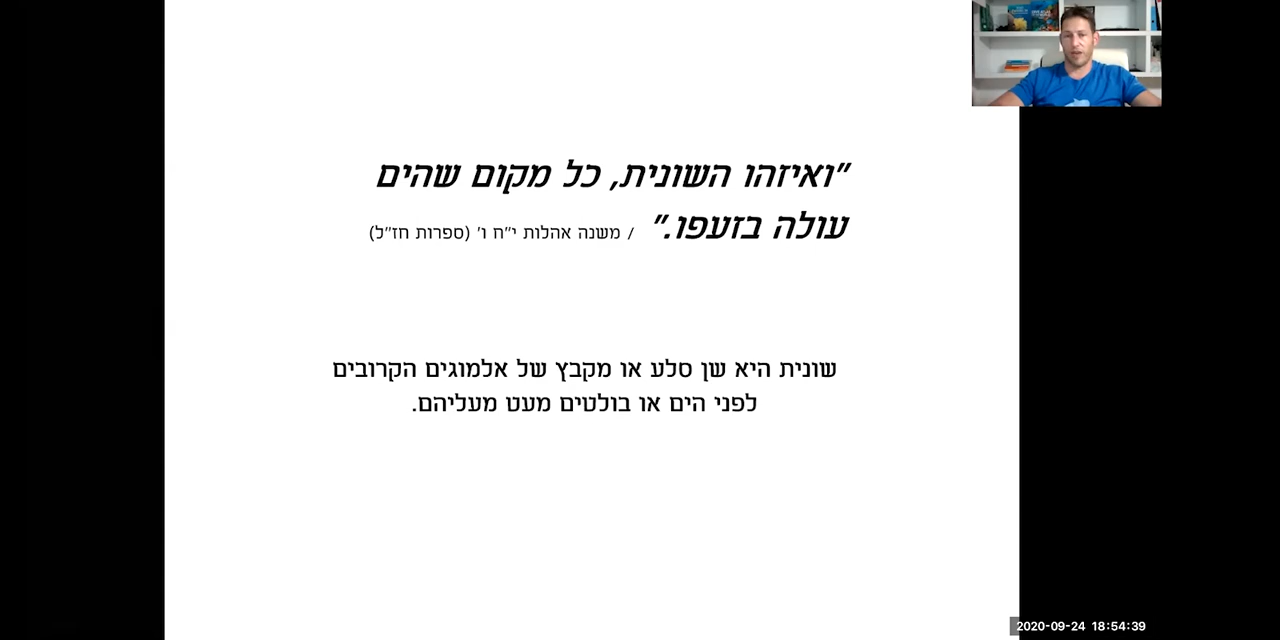 "ואיזהו השונית, כל מקום שהים
עולה בזעפו." / משנה אהלות י"ח ו' (ספרות חז"ל)
שונית היא שן סלע או מקבץ של אלמוגים הקרובים
לפני הים או בולטים מעט מעליהם.
2020-09-24 18:54:39